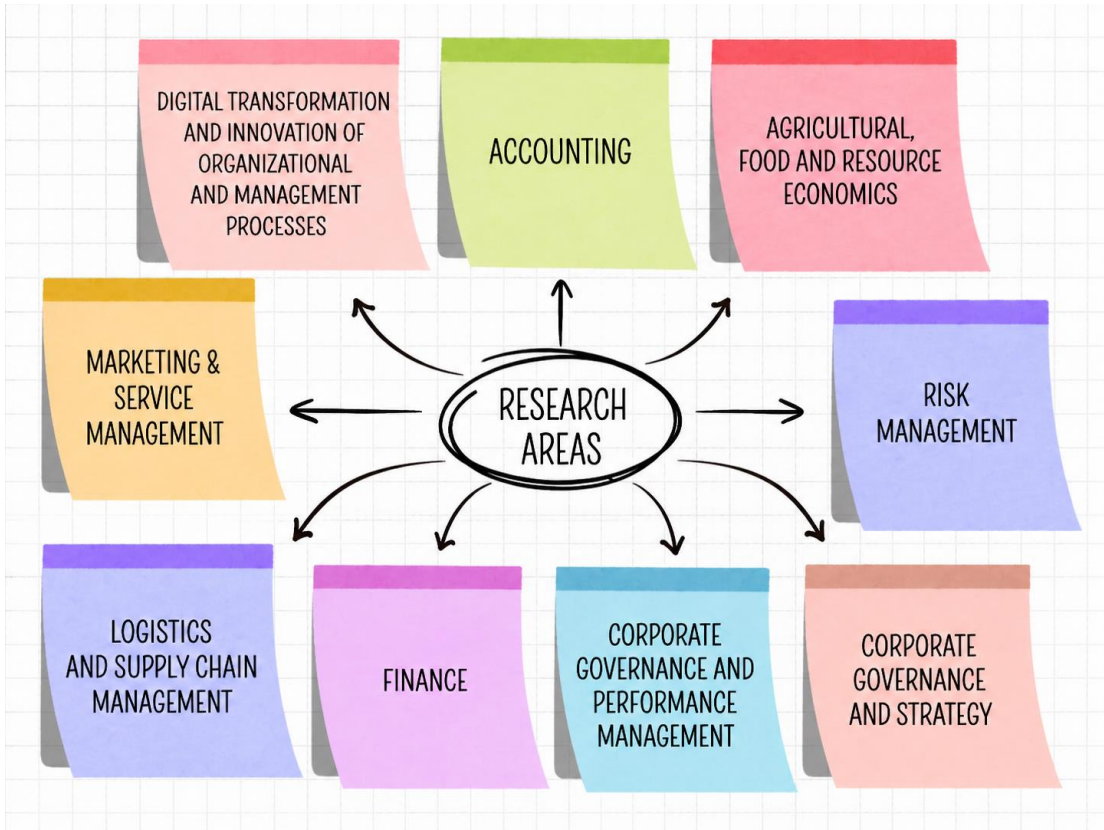 DIGITAL TRANSFORMATION
AND INNOVATION OF
ORGANIZATIONAL
AND MANAGEMENT
PROCESSES
ACCOUNTING
AGRICULTURAL,
FOOD AND RESOURCE
ECONOMICS
MARKETING &
SERVICE
MANAGEMENT
RESEARCH
AREAS
RISK
MANAGEMENT
LOGISTICS
AND SUPPLY CHAIN
MANAGEMENT
FINANCE
CORPORATE
GOVERNANCE AND
PERFORMANCE
MANAGEMENT
CORPORATE
GOVERNANCE
AND STRATEGY